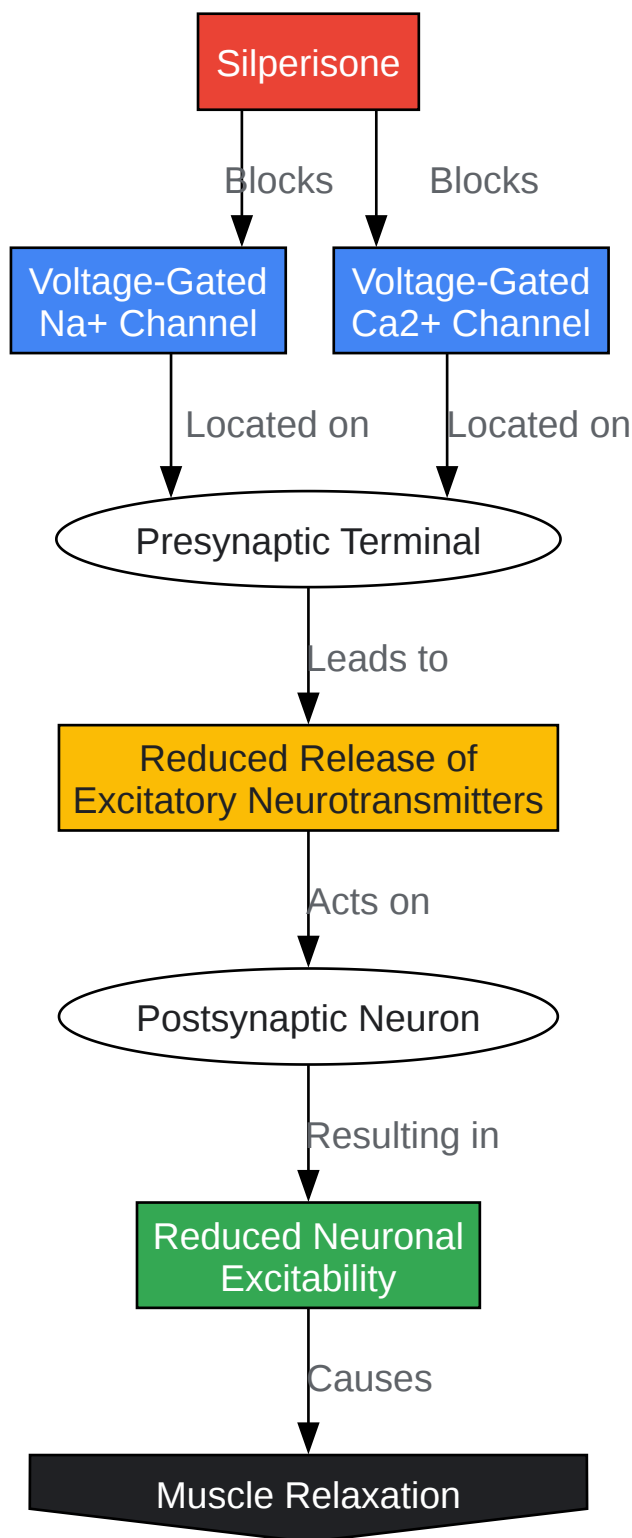 Silperisone
Blocks
Blocks
Voltage-Gated
Na+ Channel
Voltage-Gated
Ca2+ Channel
Located on
Located on
Presynaptic Terminal
Leads to
Reduced Release of
Excitatory Neurotransmitters
Acts on
Postsynaptic Neuron
Resulting in
Reduced Neuronal
Excitability
Causes
Muscle Relaxation